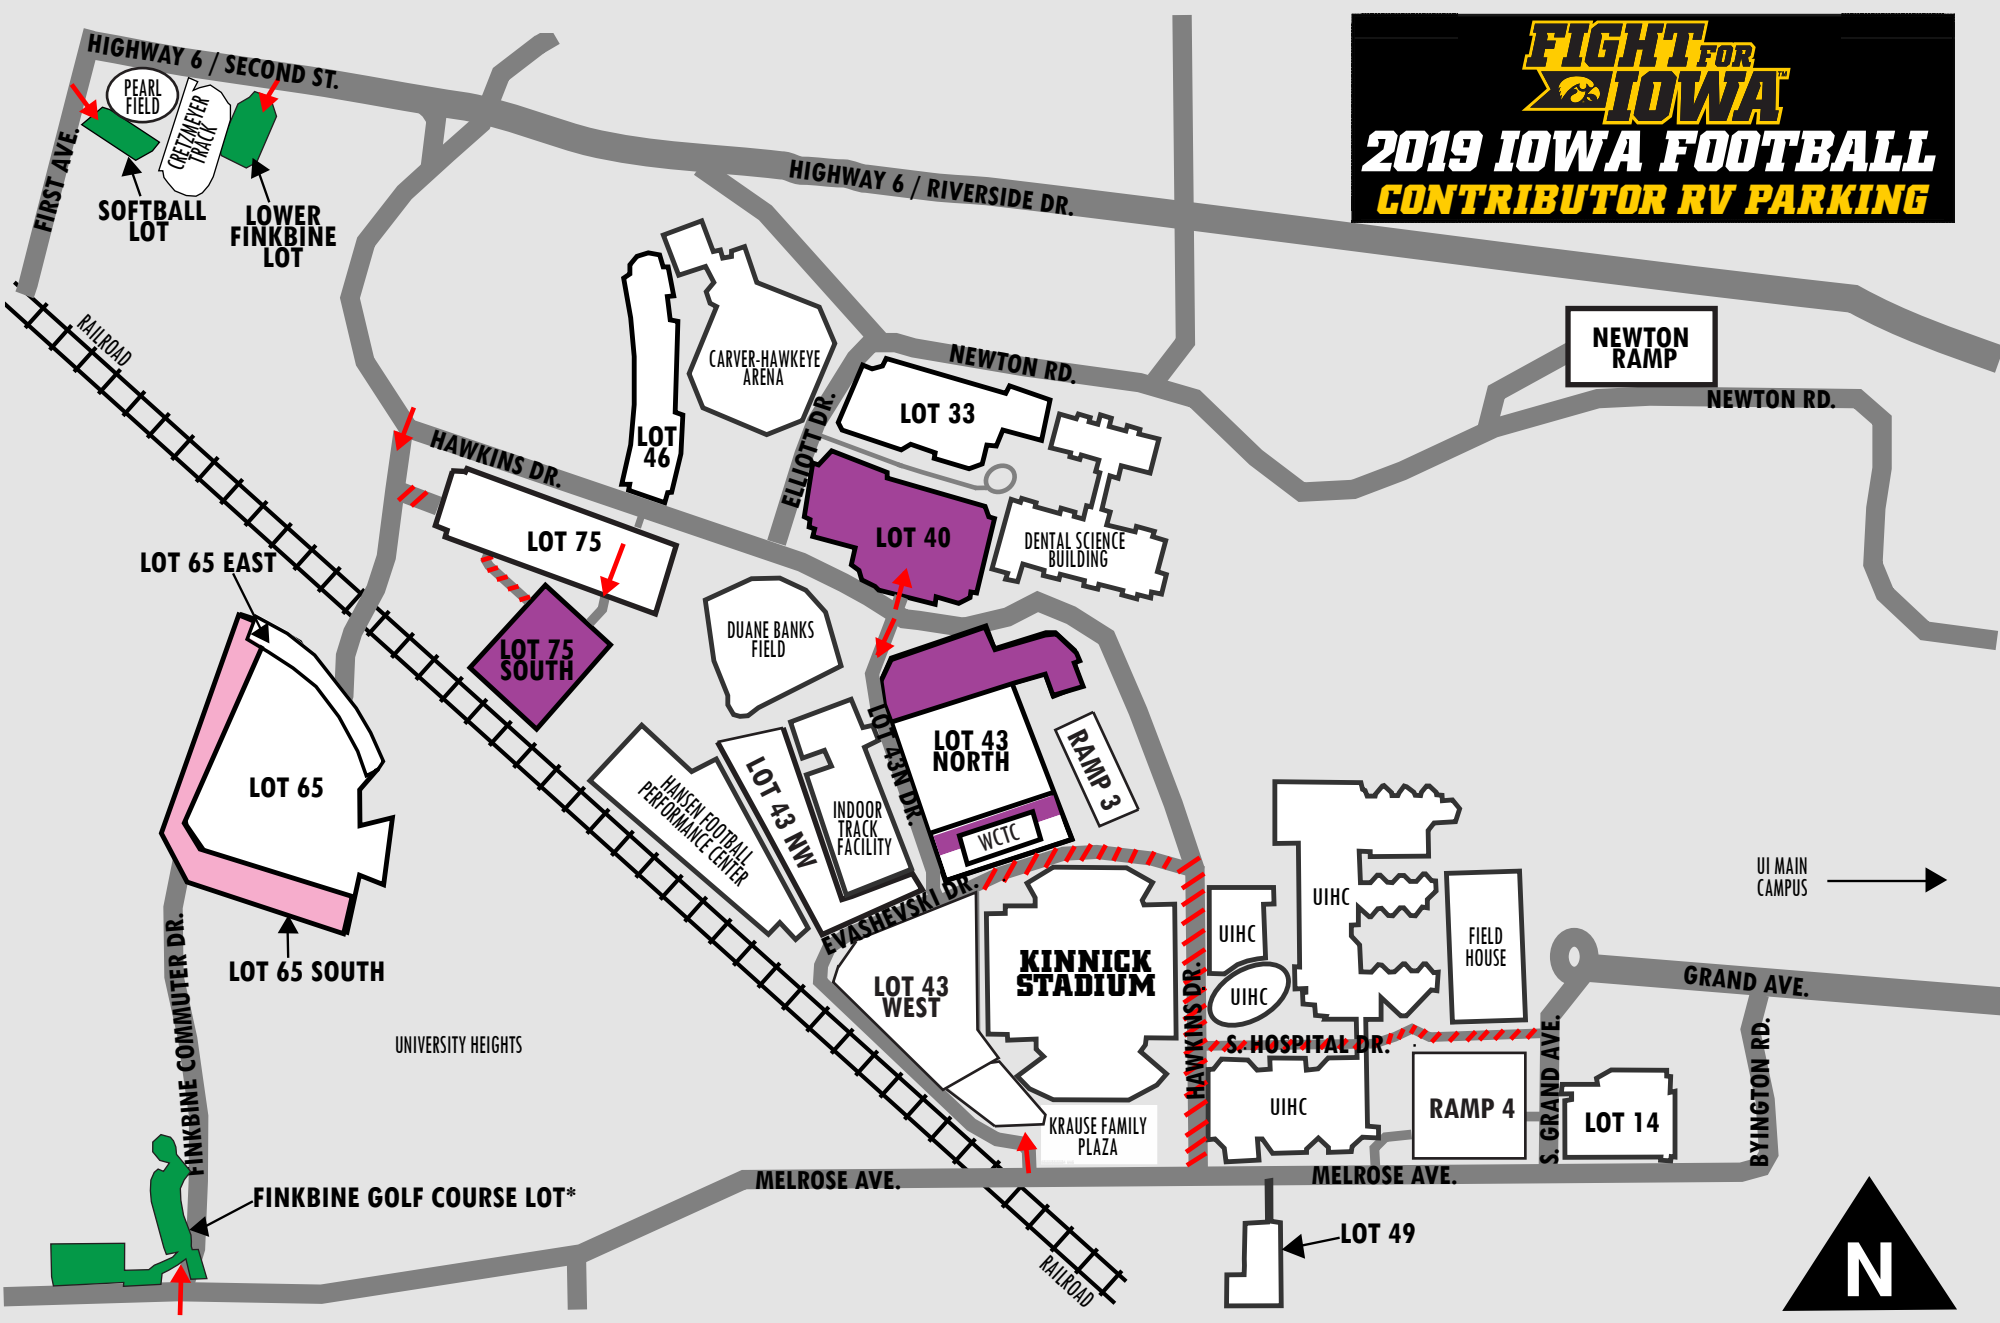 FIGHT FOR
IOWA
TM
2019 IOWA FOOTBALL
CONTRIBUTOR RV PARKING
HIGHWAY 6 / SECOND ST.
PEARL
FIELD
CRETZMEYER
TRACK
FIRST AVE.
SOFTBALL
LOT
LOWER
FINKBINE
LOT
HIGHWAY 6 / RIVERSIDE DR.
RAILROAD
CARVER-HAWKEYE
ARENA
NEWTON RD.
NEWTON
RAMP
NEWTON RD.
LOT
46
LOT 33
ELLIOTT DR.
HAWKINS DR.
LOT 75
LOT 40
DENTAL SCIENCE
BUILDING
LOT 65 EAST
LOT 75
SOUTH
DUANE BANKS
FIELD
LOT 65
LOT 43N DR.
LOT 43
NORTH
RAMP 3
LOT 43 NW
HANSEN FOOTBALL
PERFORMANCE CENTER
INDOOR
TRACK
FACILITY
WCTC
UI MAIN
CAMPUS
UIHC
UIHC
UIHC
FIELD
HOUSE
EVASHEVSKI DR.
KINNICK
STADIUM
LOT 43
WEST
LOT 65 SOUTH
FINKBINE COMMUTER DR.
UNIVERSITY HEIGHTS
HAWKINS DR.
S. HOSPITAL DR.
GRAND AVE.
S. GRAND AVE.
BYINGTON RD.
UIHC
RAMP 4
LOT 14
KRAUSE FAMILY
PLAZA
MELROSE AVE.
MELROSE AVE.
FINKBINE GOLF COURSE LOT*
LOT 49
RAILROAD
N